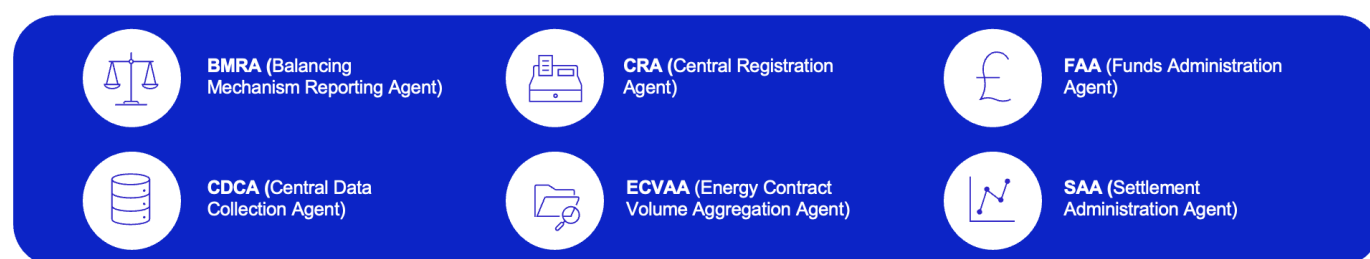 BMRA (Balancing
Mechanism Reporting Agent)
CRA (Central Registration
Agent)
£
FAA (Funds Administration
Agent)
CDCA (Central Data
Collection Agent)
ECVAA (Energy Contract
Volume Aggregation Agent)
SAA (Settlement
Administration Agent)